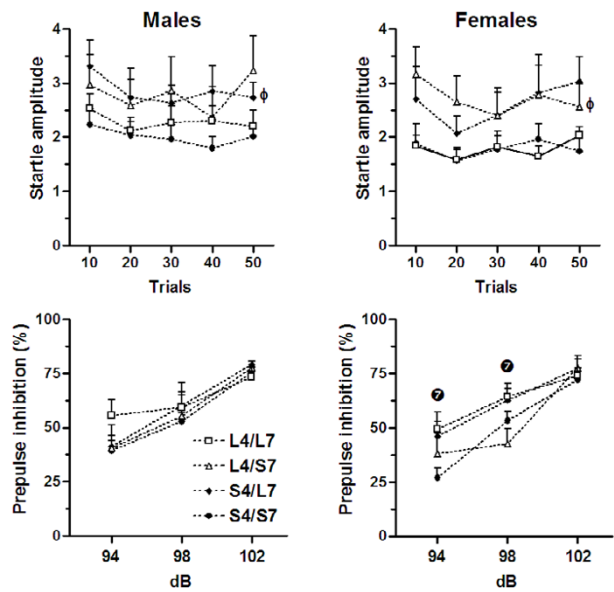 Males
Females
Startle amplitude
4
3
2
1
0
ϕ
10 20 30 40 50
Trials
Startle amplitude
4
3
2
1
0
ϕ
10 20 30 40 50
Trials
Prepulse inhibition (%)
100
75
50
25
0
L4/L7
L4/S7
S4/L7
S4/S7
94 98 102
dB
Prepulse inhibition (%)
100
75
50
25
0
7
7
94 98 102
dB